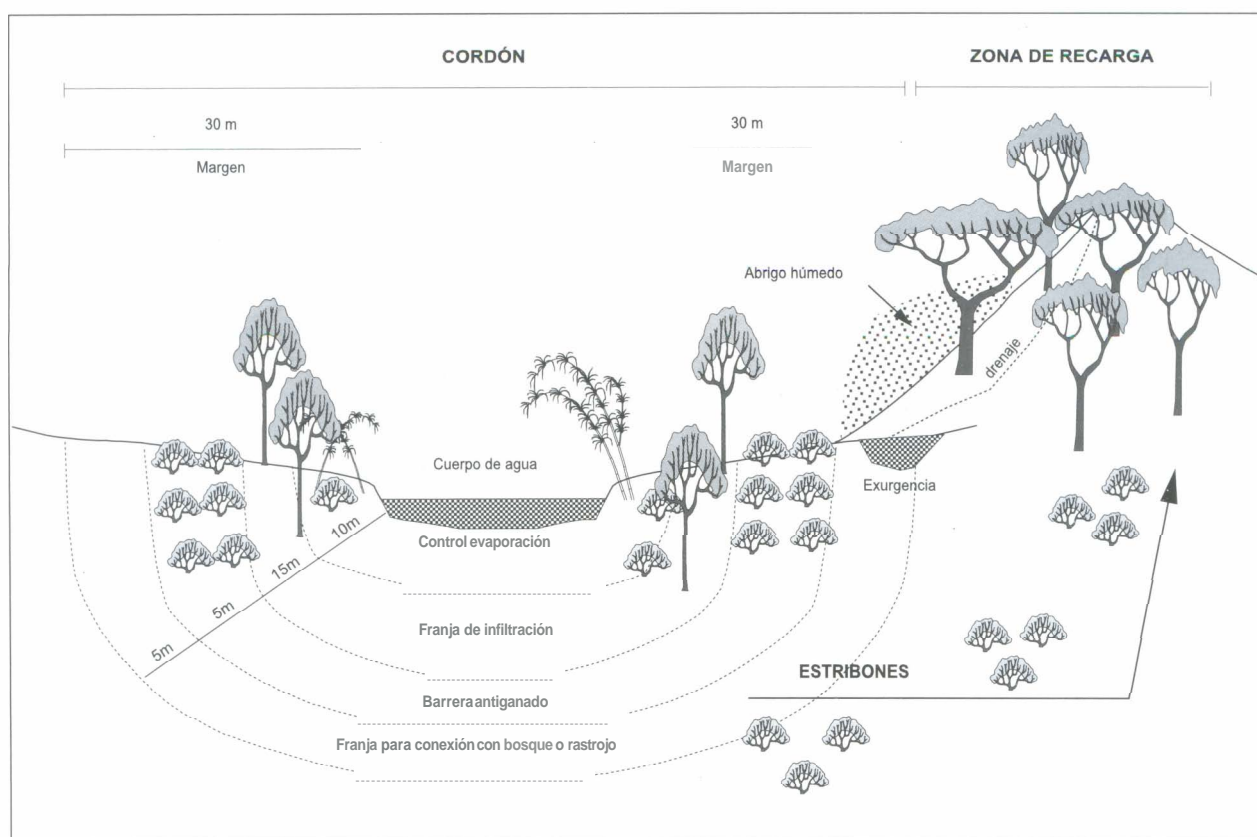 CORDÓN
ZONA DE RECARGA
30 m
30 m
Margen
Margen
Abrigo húmedo
drenaje
Cuerpo de agua
Exurgencia
Control evaporación
10m
15m
5m
5m
Franja de infiltración
ESTRIBONES
Barrera antiganado
Franja para conexión con bosque o rastrojo